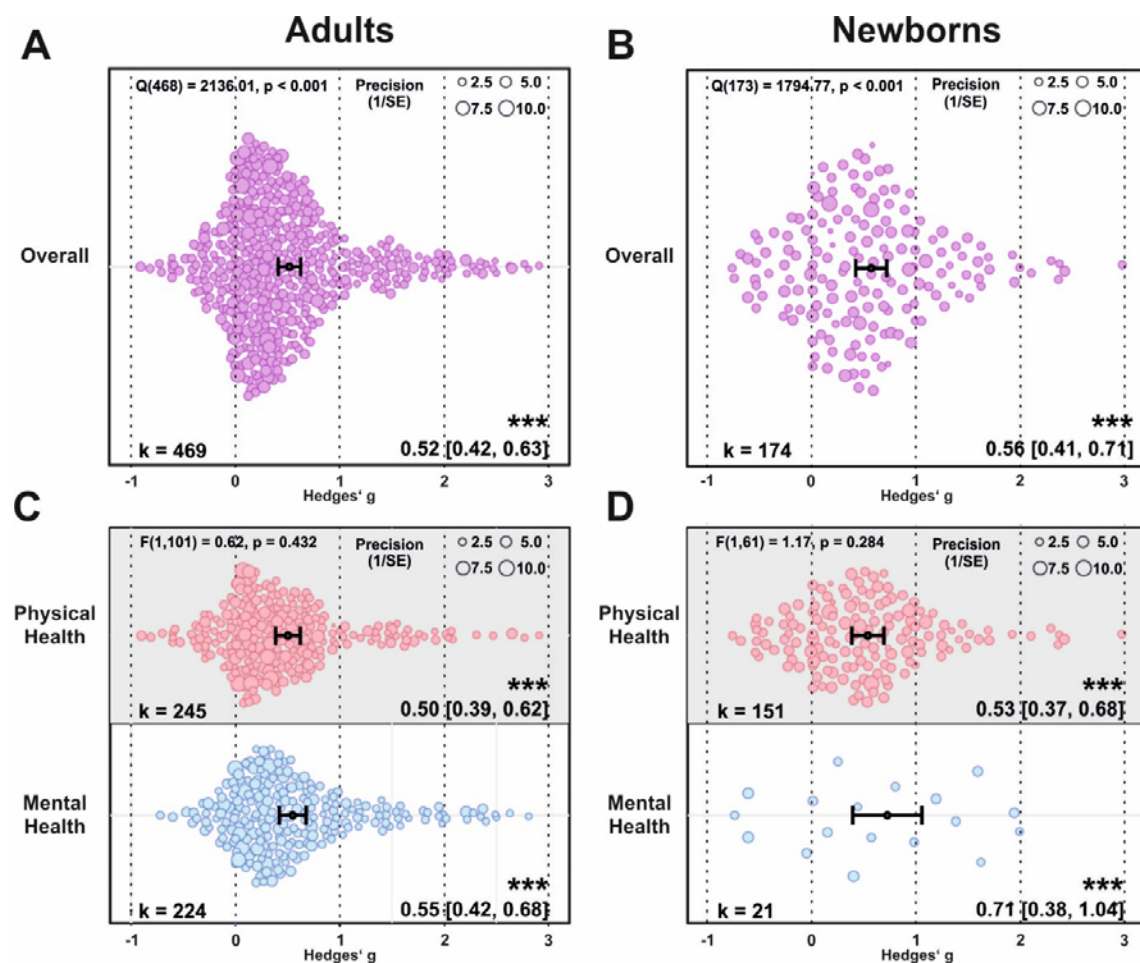 Adults
Newborns
A
B
Q(468) = 2136.01, p < 0.001
Precision
(1/SE)
2.5 5.0
7.5 10.0
Overall
k = 469
***
0.52 [0.42, 0.63]
-1 0 1 2 3
Hedges‘ g
Q(173) = 1794.77, p < 0.001
Precision
(1/SE)
2.5 5.0
7.5 10.0
Overall
k = 174
***
0.56 [0.41, 0.71]
-1 0 1 2 3
Hedges‘ g
C
D
F(1,101) = 0.62, p = 0.432
Precision
(1/SE)
2.5 5.0
7.5 10.0
Physical
Health
k = 245
***
0.50 [0.39, 0.62]
Mental
Health
k = 224
***
0.55 [0.42, 0.68]
-1 0 1 2 3
Hedges‘ g
F(1,61) = 1.17, p = 0.284
Precision
(1/SE)
2.5 5.0
7.5 10.0
Physical
Health
k = 151
***
0.53 [0.37, 0.68]
Mental
Health
k = 21
***
0.71 [0.38, 1.04]
-1 0 1 2 3
Hedges‘ g